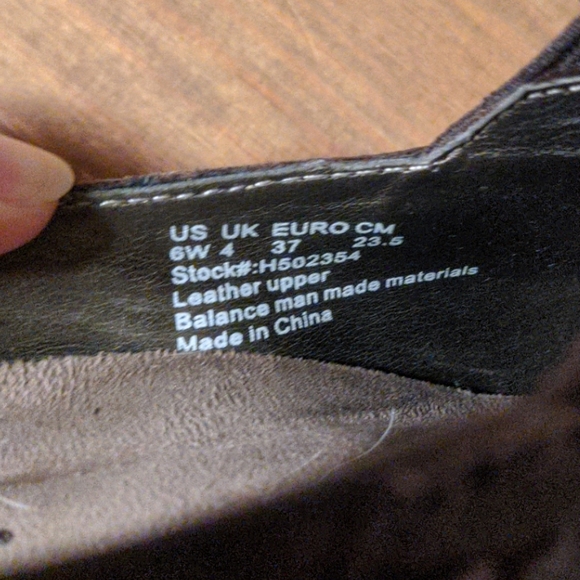 US UK EURO CM
6W 4 37 23.5
Stock#:H502354
Leather upper
Balance man made materials
Made in China